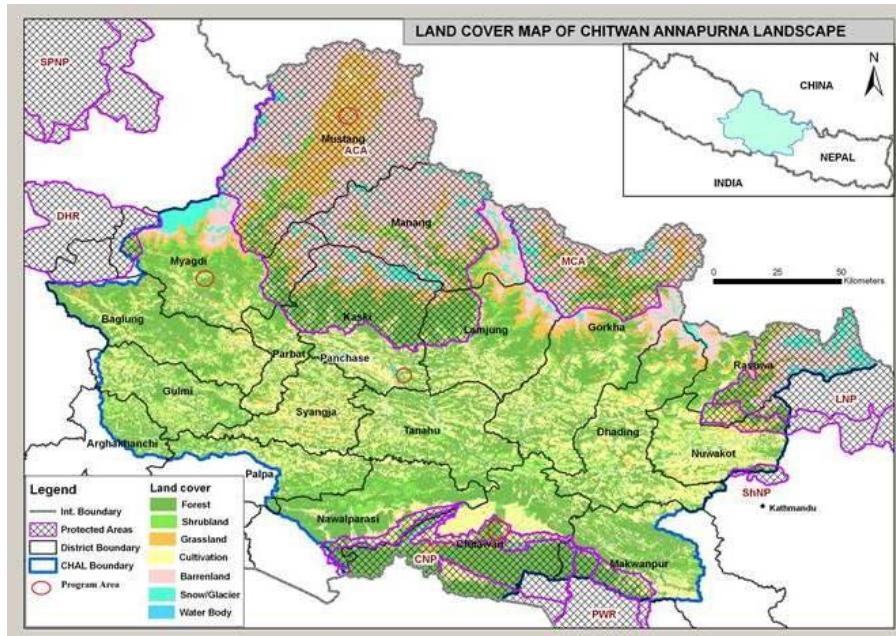 LAND COVER MAP OF CHITWAN ANNAPURNA LANDSCAPE
SPNP
N
CHINA
NEPAL
INDIA
Mustang
ACA
DHR
Manang
Myagdi
MCA
0 20 50
Kilometers
Baglung
Kaski
Lamjung
Gorkha
Parbat
Panchase
Rasuwa
Gulmi
LNP
Syangja
Tanahu
Dhading
Arghakhanchi
Nuwakot
Palpa
ShNP
Kathmandu
Nawalparasi
Chitawan
CNP
Makwanpur
PWR
Legend
Int. Boundary
Protected Areas
District Boundary
CHAL Boundary
Program Area
Land cover
Forest
Shrubland
Grassland
Cultivation
Barrenland
Snow/Glacier
Water Body